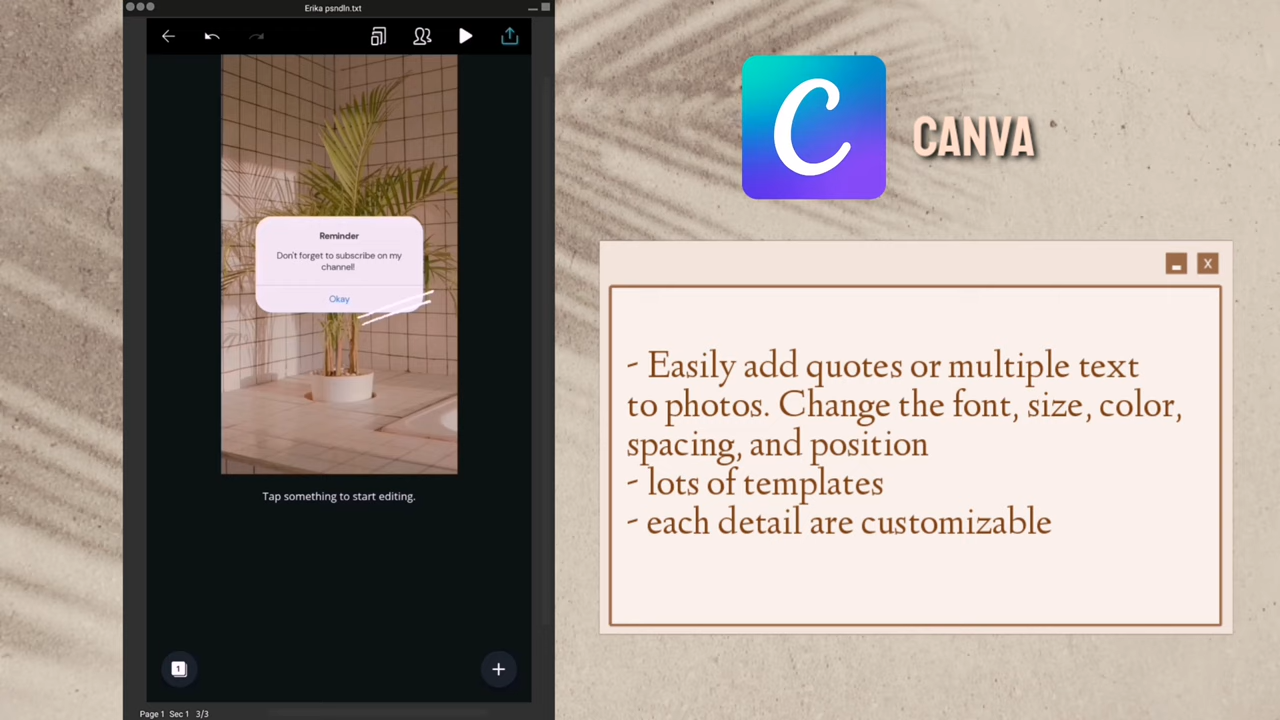 Erika psndln.txt
C
CANVA
Reminder
Don't forget to subscribe on my
channel!
Okay
Tap something to start editing.
1
Page 1 Sec 1 3/3
X
- Easily add quotes or multiple text
to photos. Change the font, size, color,
spacing, and position
- lots of templates
- each detail are customizable